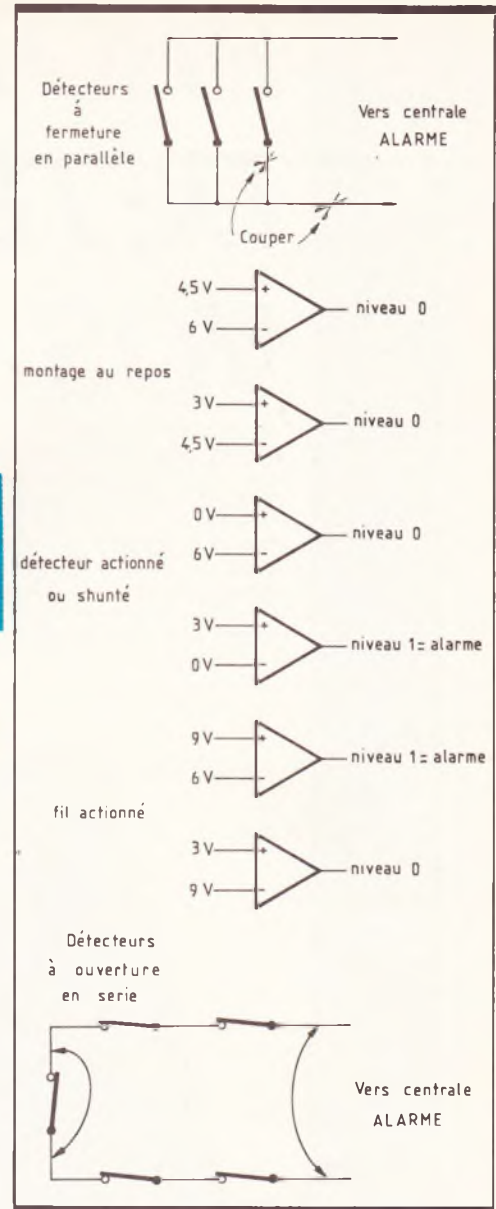 Détecteurs
à
fermeture
en parallèle
Vers centrale
ALARME
Couper
4,5 V
+
6 V
-
niveau 0
montage au repos
3 V
+
4,5 V
-
niveau 0
0 V
+
6 V
-
niveau 0
détecteur actionné
ou shunté
3 V
+
0 V
-
niveau 1 = alarme
9 V
+
6 V
-
niveau 1 = alarme
fil actionné
3 V
+
9 V
-
niveau 0
Détecteurs
à ouverture
en serie
Vers centrale
ALARME